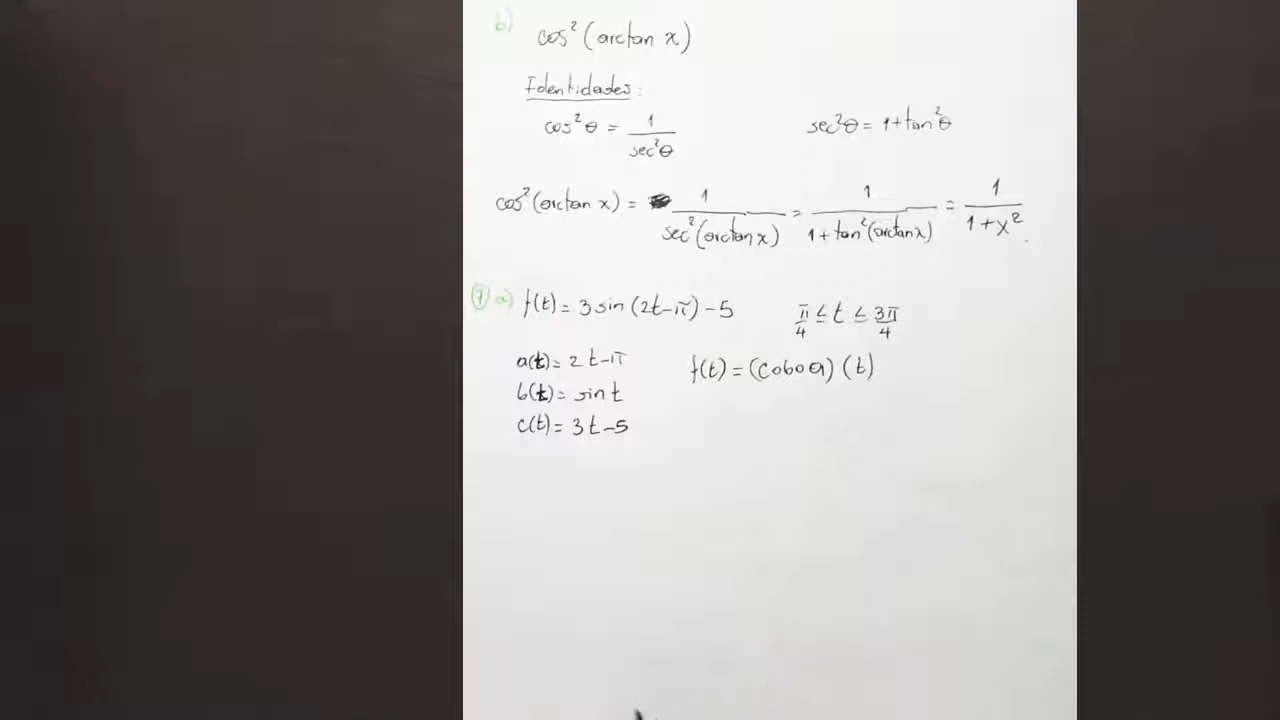 b)
cos²(arctan x)
Identidades:
cos²θ = 1/sec²θ sec²θ = 1+tan²θ
cos²(arctan x) = 1/sec²(arctan x) = 1/1+tan²(arctan x) = 1/1+x².
7 a) f(t) = 3 sin (2t-π) - 5 π/4 ≤ t ≤ 3π/4
a(t) = 2t-π f(t) = (c∘b∘a)(t)
b(t) = sin t
c(t) = 3t-5